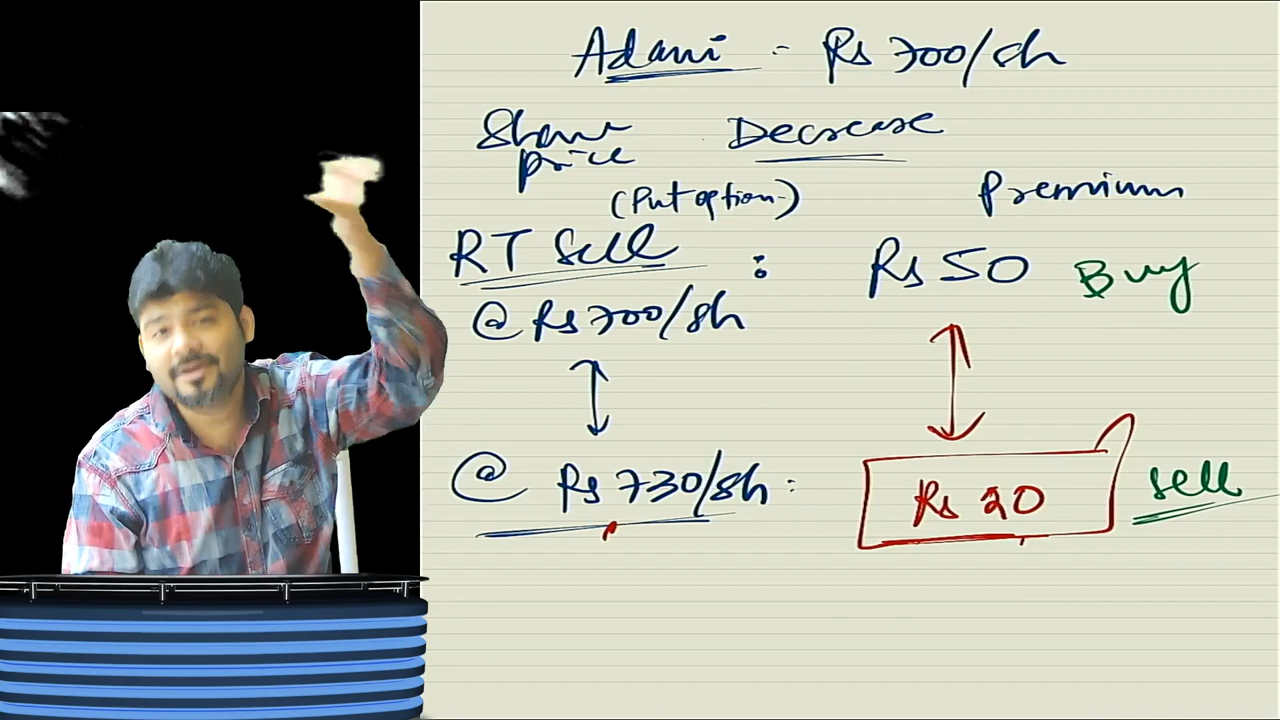 Adani - Rs 700/sh
Share price Decrease
(Put option)
Premium
RT Sell : Rs 50 Buy
@ Rs 700/sh
@ Rs 730/sh : Rs 20 sell